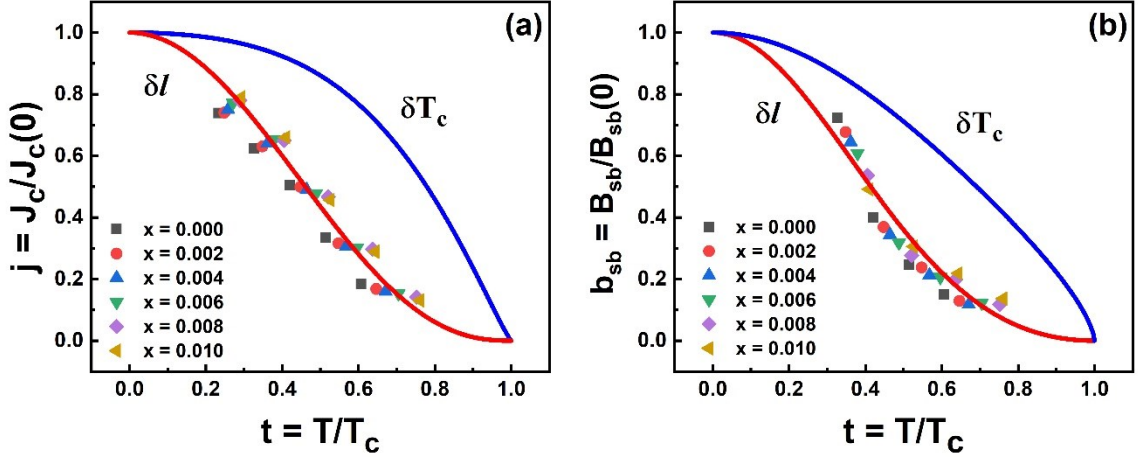 (a)
j = Jc/Jc(0)
1.0
0.8
0.6
0.4
0.2
0.0
δl
δTc
x = 0.000
x = 0.002
x = 0.004
x = 0.006
x = 0.008
x = 0.010
0.0 0.2 0.4 0.6 0.8 1.0
t = T/Tc
(b)
bsb = Bsb/Bsb(0)
1.0
0.8
0.6
0.4
0.2
0.0
δl
δTc
x = 0.000
x = 0.002
x = 0.004
x = 0.006
x = 0.008
x = 0.010
0.0 0.2 0.4 0.6 0.8 1.0
t = T/Tc